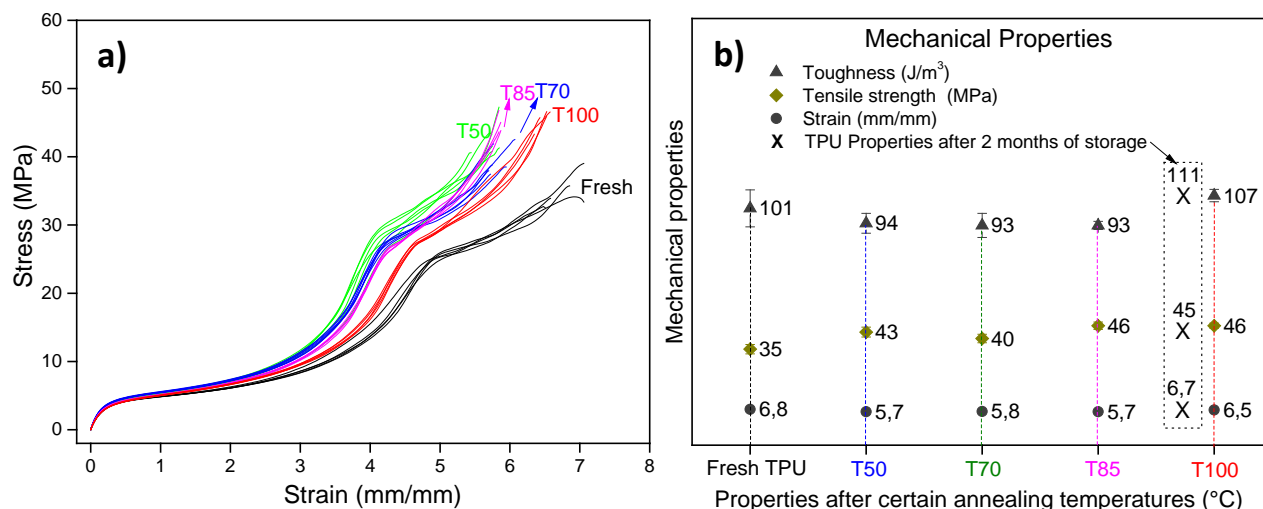 a)
60
50
40
30
20
10
0
Stress (MPa)
T50
T85
T70
T100
Fresh
0 1 2 3 4 5 6 7 8
Strain (mm/mm)
b)
Mechanical Properties
Toughness (J/m³)
Tensile strength (MPa)
Strain (mm/mm)
X TPU Properties after 2 months of storage
Mechanical properties
101
94
93
93
111
X
107
35
43
40
46
45
X
46
6,8
5,7
5,8
5,7
6,7
X
6,5
Fresh TPU T50 T70 T85 T100
Properties after certain annealing temperatures (°C)